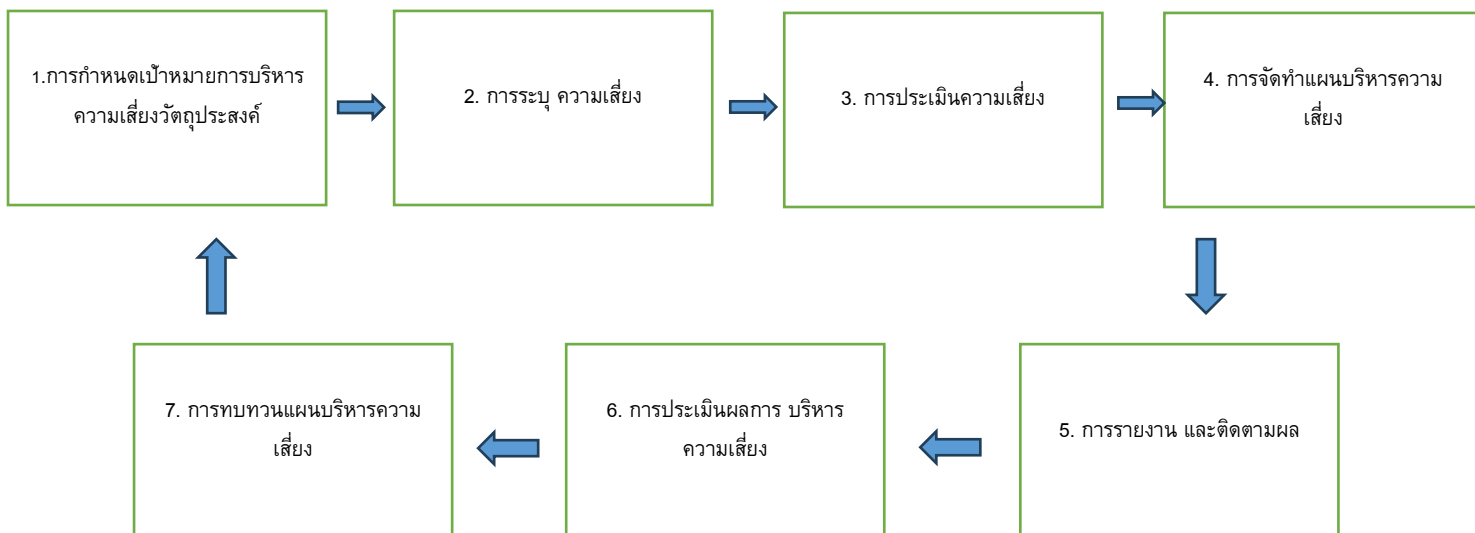 1.การกำหนดเป้าหมายการบริหาร
ความเสี่ยงวัตถุประสงค์
2. การระบุ ความเสี่ยง
3. การประเมินความเสี่ยง
4. การจัดทำแผนบริหารความ
เสี่ยง
7. การทบทวนแผนบริหารความ
เสี่ยง
6. การประเมินผลการ บริหาร
ความเสี่ยง
5. การรายงาน และติดตามผล